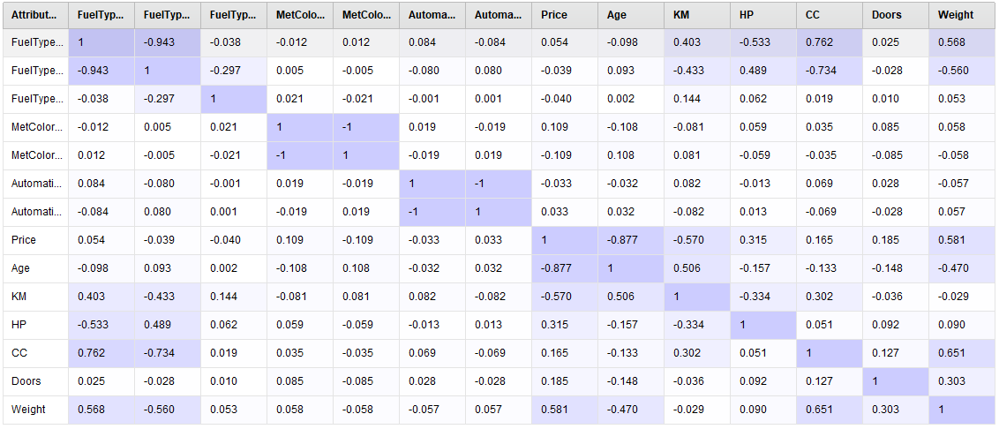 Attribut... FuelTyp... FuelTyp... FuelTyp... MetColo... MetColo... Automa... Automa... Price Age KM HP CC Doors Weight
FuelType... 1 -0.943 -0.038 -0.012 0.012 0.084 -0.084 0.054 -0.098 0.403 -0.533 0.762 0.025 0.568
FuelType... -0.943 1 -0.297 0.005 -0.005 -0.080 0.080 -0.039 0.093 -0.433 0.489 -0.734 -0.028 -0.560
FuelType... -0.038 -0.297 1 0.021 -0.021 -0.001 0.001 -0.040 0.002 0.144 0.062 0.019 0.010 0.053
MetColor... -0.012 0.005 0.021 1 -1 0.019 -0.019 0.109 -0.108 -0.081 0.059 0.035 0.085 0.058
MetColor... 0.012 -0.005 -0.021 -1 1 -0.019 0.019 -0.109 0.108 0.081 -0.059 -0.035 -0.085 -0.058
Automati... 0.084 -0.080 -0.001 0.019 -0.019 1 -1 -0.033 -0.032 0.082 -0.013 0.069 0.028 -0.057
Automati... -0.084 0.080 0.001 -0.019 0.019 -1 1 0.033 0.032 -0.082 0.013 -0.069 -0.028 0.057
Price 0.054 -0.039 -0.040 0.109 -0.109 -0.033 0.033 1 -0.877 -0.570 0.315 0.165 0.185 0.581
Age -0.098 0.093 0.002 -0.108 0.108 -0.032 0.032 -0.877 1 0.506 -0.157 -0.133 -0.148 -0.470
KM 0.403 -0.433 0.144 -0.081 0.081 0.082 -0.082 -0.570 0.506 1 -0.334 0.302 -0.036 -0.029
HP -0.533 0.489 0.062 0.059 -0.059 -0.013 0.013 0.315 -0.157 -0.334 1 0.051 0.092 0.090
CC 0.762 -0.734 0.019 0.035 -0.035 0.069 -0.069 0.165 -0.133 0.302 0.051 1 0.127 0.651
Doors 0.025 -0.028 0.010 0.085 -0.085 0.028 -0.028 0.185 -0.148 -0.036 0.092 0.127 1 0.303
Weight 0.568 -0.560 0.053 0.058 -0.058 -0.057 0.057 0.581 -0.470 -0.029 0.090 0.651 0.303 1